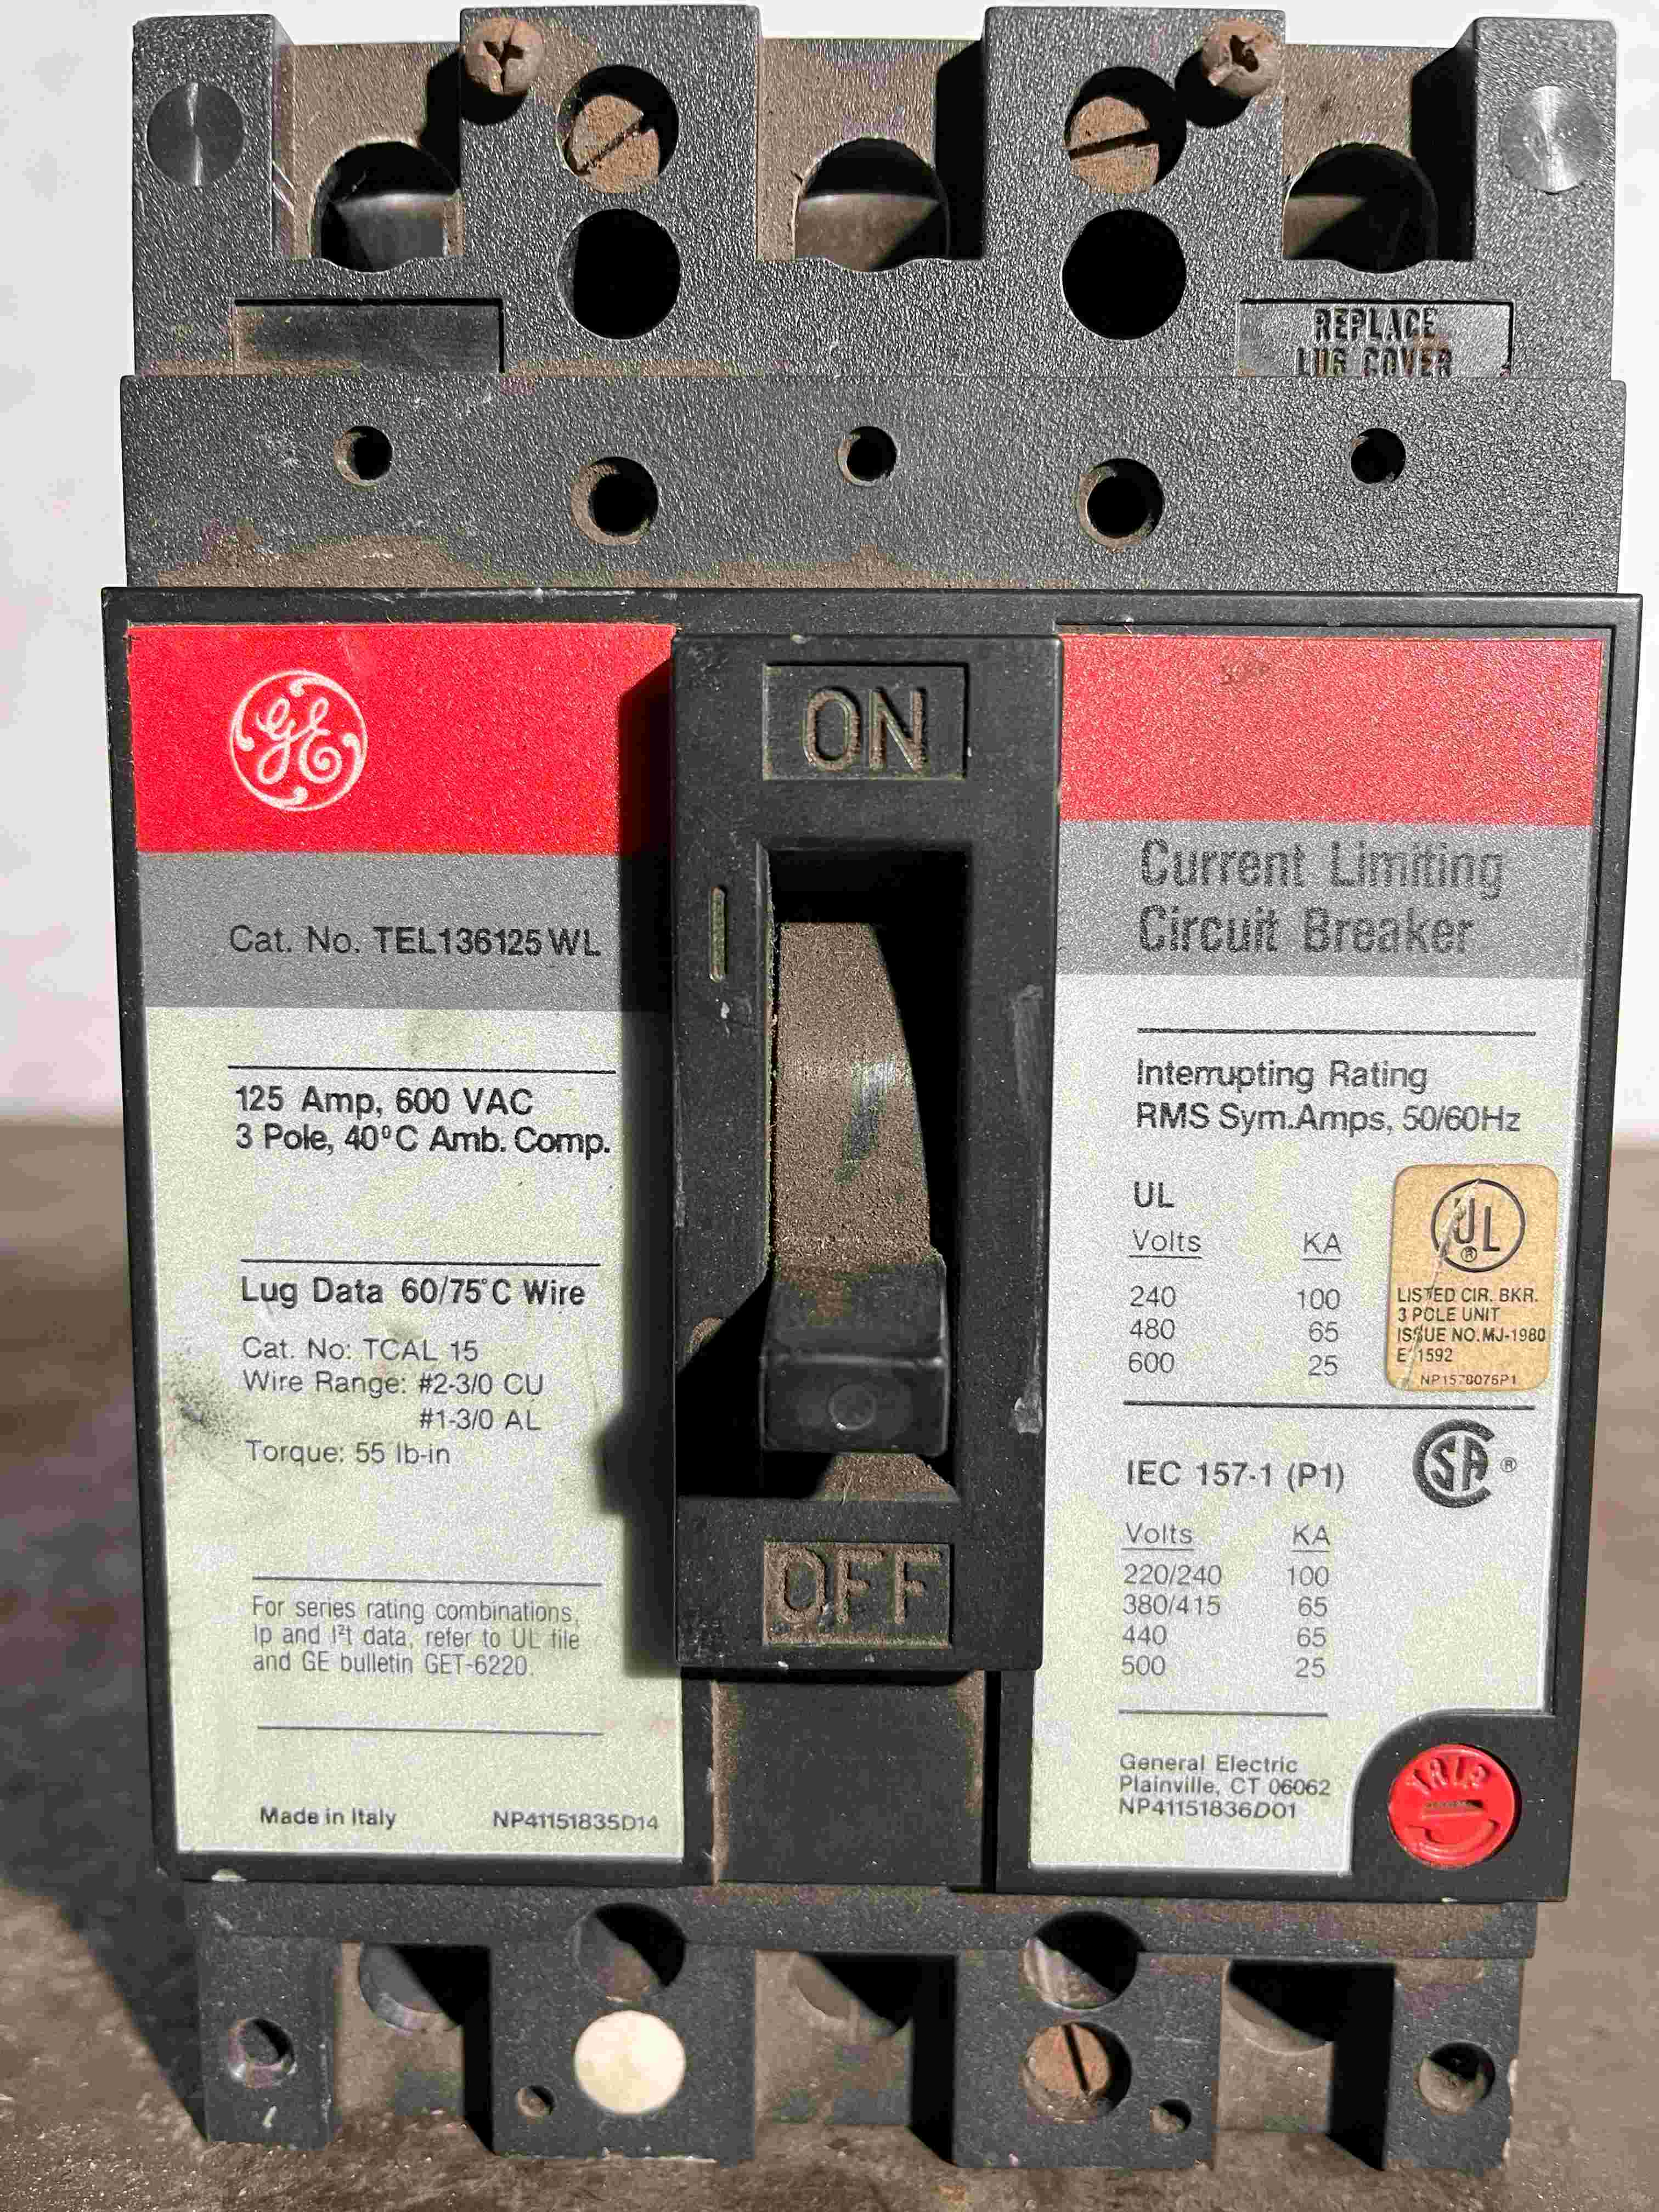 REPLACE
LUG COVER
GE
ON
Cat. No. TEL136125WL
125 Amp, 600 VAC
3 Pole, 40°C Amb. Comp.
Lug Data 60/75°C Wire
Cat. No: TCAL 15
Wire Range: #2-3/0 CU
#1-3/0 AL
Torque: 55 lb-in
For series rating combinations,
Ip and I²t data, refer to UL file
and GE bulletin GET-6220.
Made in Italy NP41151835D14
OFF
Current Limiting
Circuit Breaker
Interrupting Rating
RMS Sym.Amps, 50/60Hz
UL
Volts KA
240 100
480 65
600 25
UL®
LISTED CIR. BKR.
3 POLE UNIT
ISSUE NO. MJ-1980
E 1592
IEC 157-1 (P1)
CSA®
Volts KA
220/240 100
380/415 65
440 65
500 25
General Electric
Plainville, CT 06062
NP41151836D01
TRIP